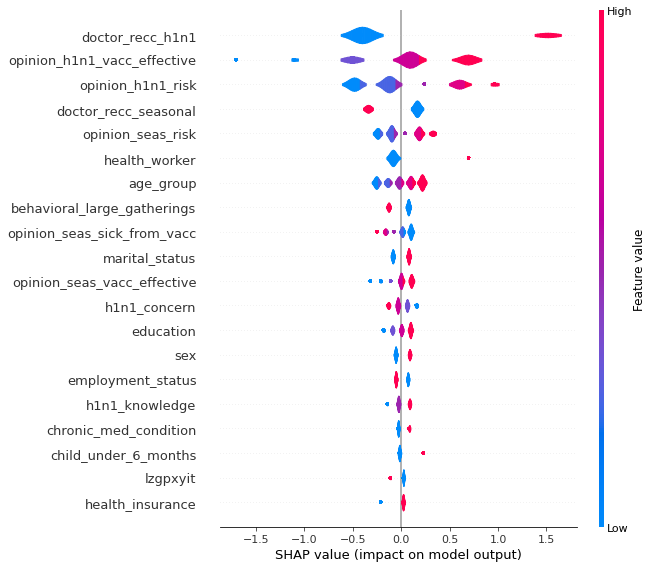 High
doctor_recc_h1n1
opinion_h1n1_vacc_effective
opinion_h1n1_risk
doctor_recc_seasonal
opinion_seas_risk
health_worker
age_group
behavioral_large_gatherings
opinion_seas_sick_from_vacc
marital_status
opinion_seas_vacc_effective
h1n1_concern
education
sex
employment_status
h1n1_knowledge
chronic_med_condition
child_under_6_months
lzgpxyit
health_insurance
Feature value
Low
−1.5 −1.0 −0.5 0.0 0.5 1.0 1.5
SHAP value (impact on model output)